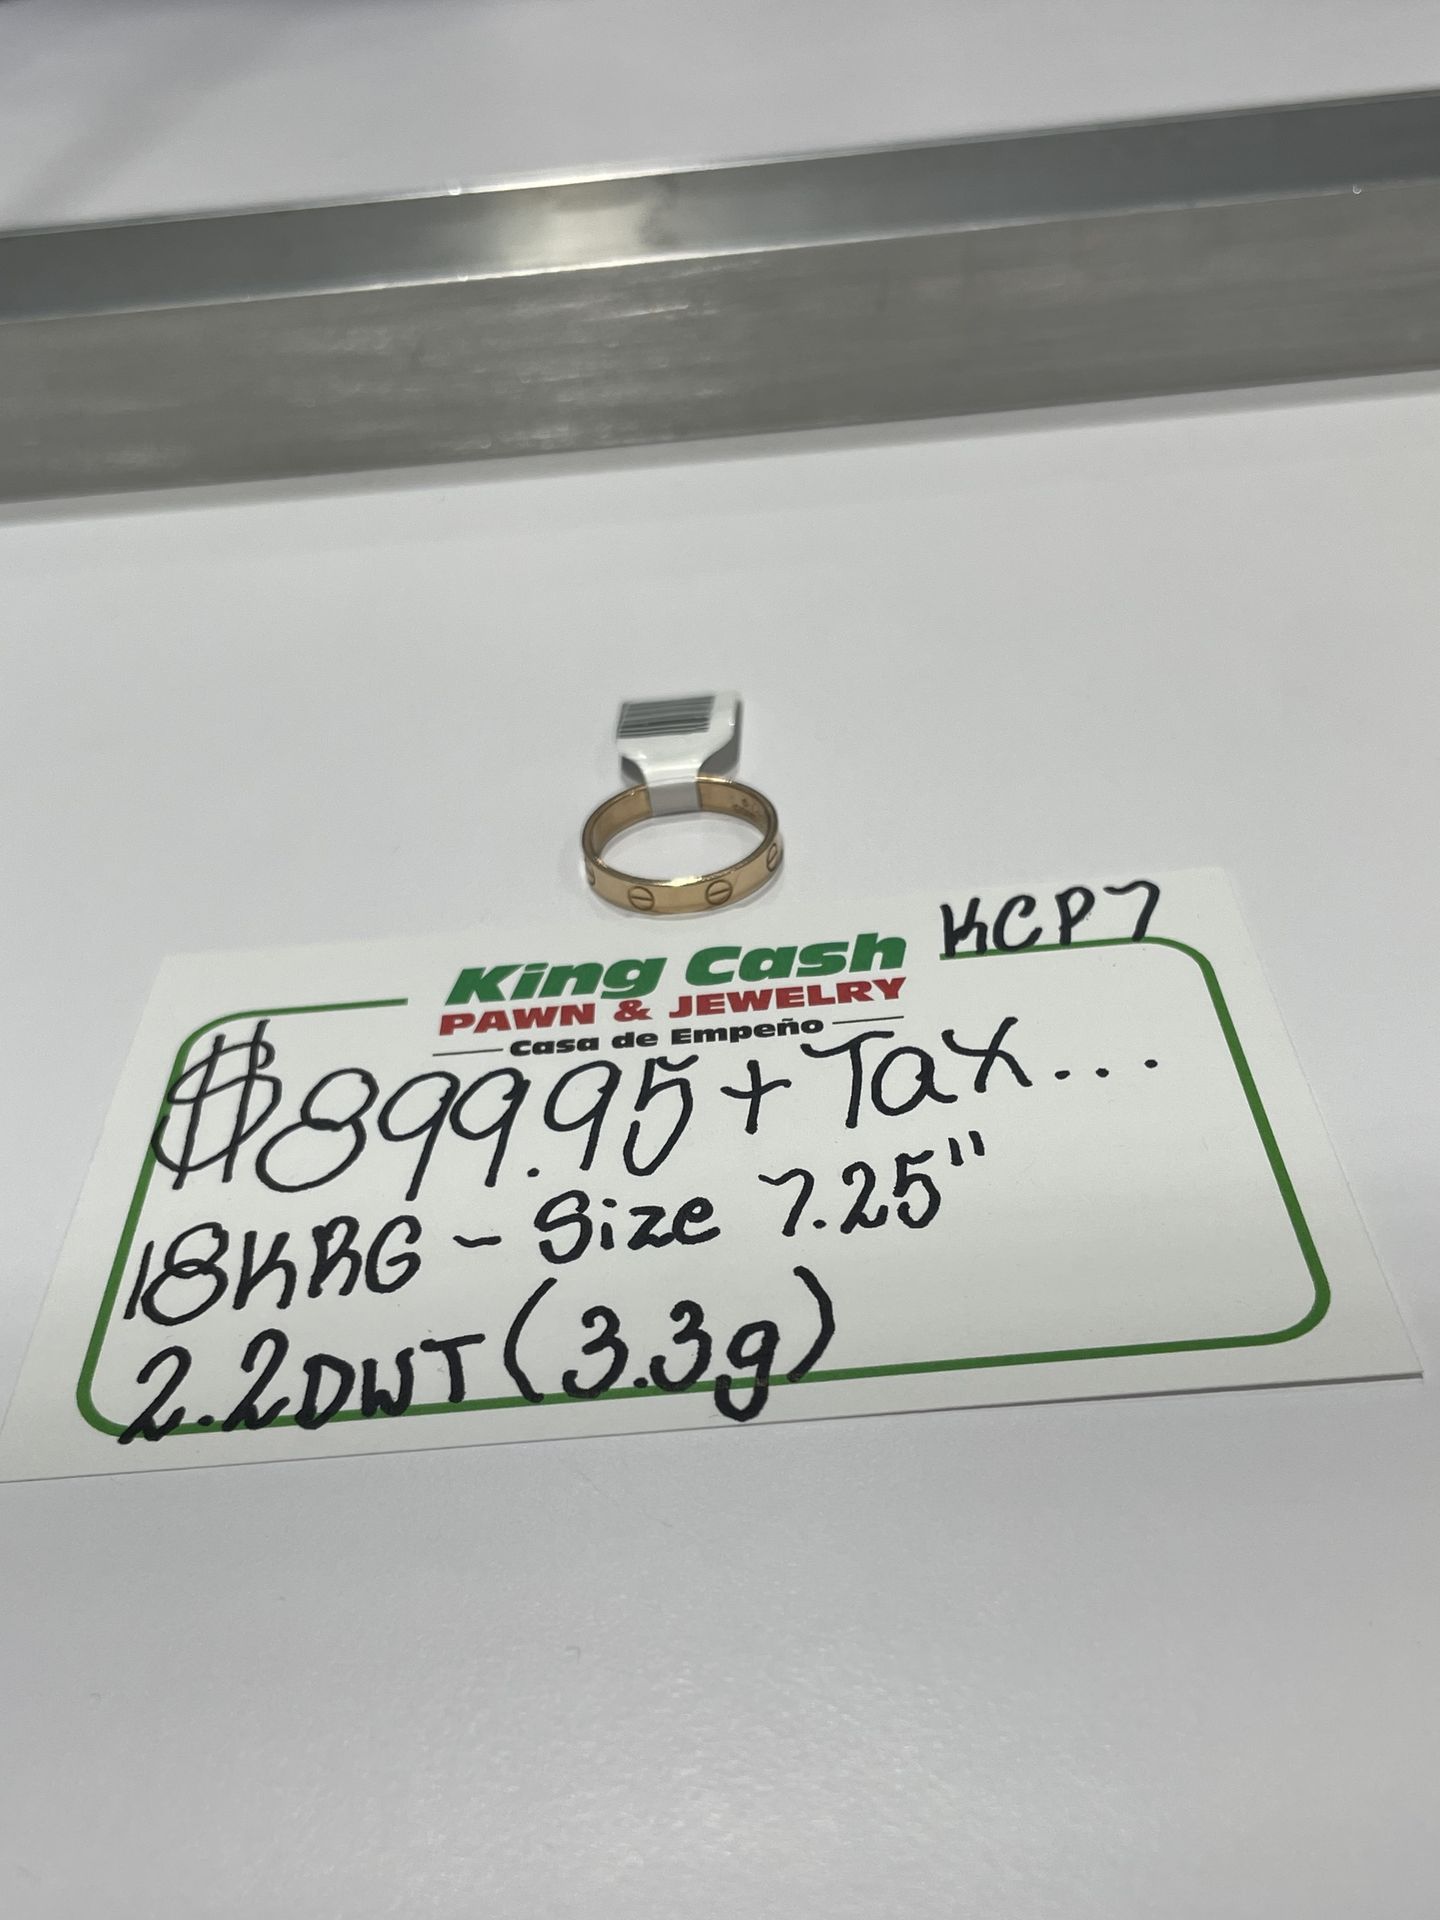 KCP7
King Cash
PAWN & JEWELRY
Casa de Empeño
$899.95 + Tax...
18KRG - Size 7.25"
2.2DWT (3.3g)